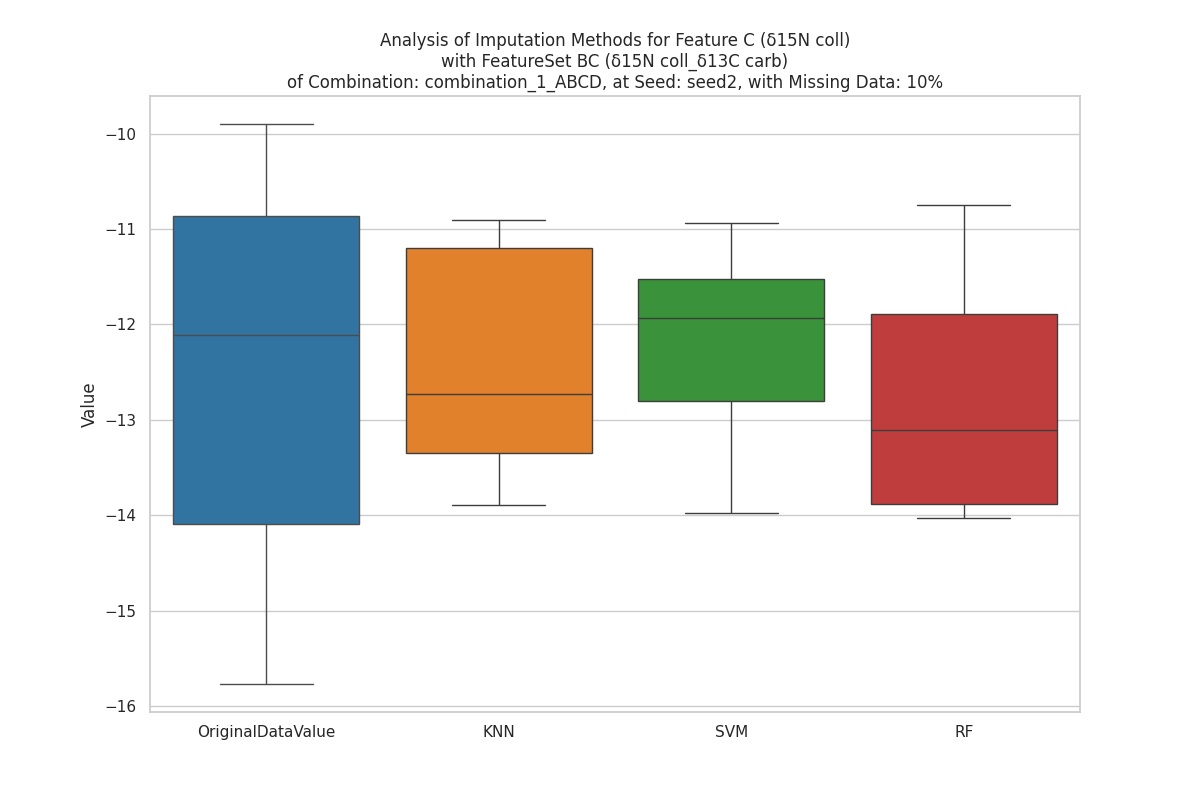 Analysis of Imputation Methods for Feature C (δ15N coll)
with FeatureSet BC (δ15N coll_δ13C carb)
of Combination: combination_1_ABCD, at Seed: seed2, with Missing Data: 10%
−10
−11
−12
−13
−14
−15
−16
Value
OriginalDataValue
KNN
SVM
RF